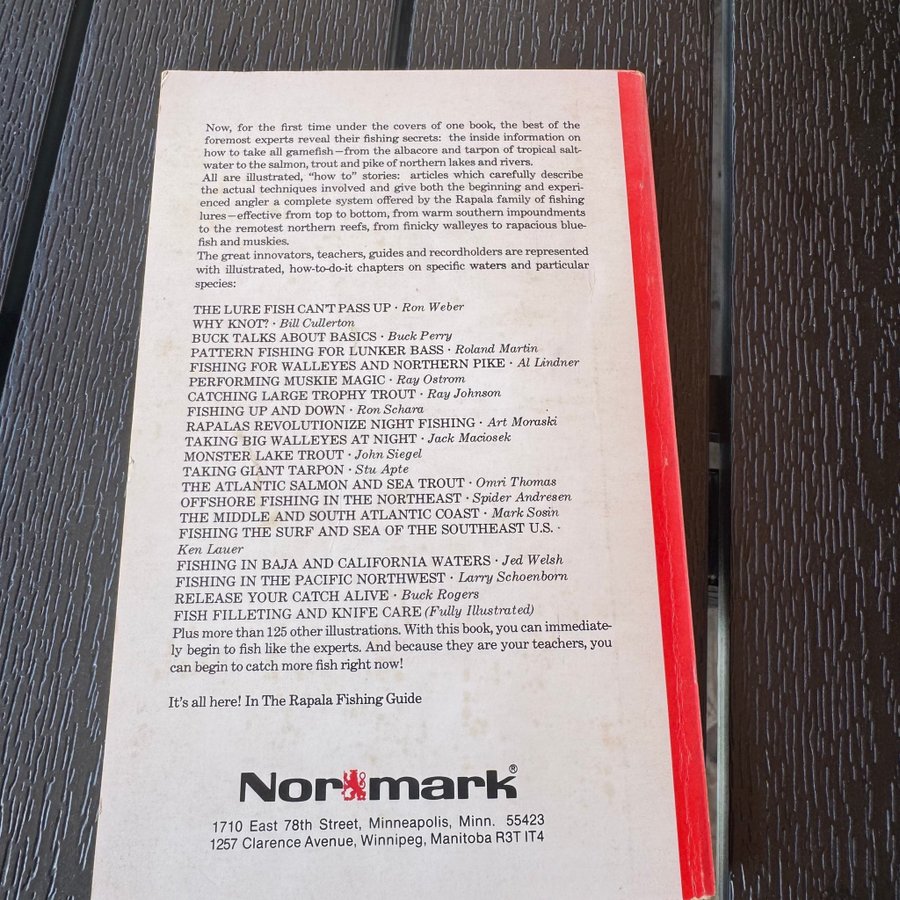 Now, for the first time under the covers of one book, the best of the
foremost experts reveal their fishing secrets: the inside information on
how to take all gamefish—from the albacore and tarpon of tropical salt-
water to the salmon, trout and pike of northern lakes and rivers.
All are illustrated, "how to" stories: articles which carefully describe
the actual techniques involved and give both the beginning and experi-
enced angler a complete system offered by the Rapala family of fishing
lures—effective from top to bottom, from warm southern impoundments
to the remotest northern reefs, from finicky walleyes to rapacious blue-
fish and muskies.
The great innovators, teachers, guides and recordholders are represented
with illustrated, how-to-do-it chapters on specific waters and particular
species:
THE LURE FISH CAN'T PASS UP · Ron Weber
WHY KNOT? · Bill Cullerton
BUCK TALKS ABOUT BASICS · Buck Perry
PATTERN FISHING FOR LUNKER BASS · Roland Martin
FISHING FOR WALLEYES AND NORTHERN PIKE · Al Lindner
PERFORMING MUSKIE MAGIC · Ray Ostrom
CATCHING LARGE TROPHY TROUT · Ray Johnson
FISHING UP AND DOWN · Ron Schara
RAPALAS REVOLUTIONIZE NIGHT FISHING · Art Moraski
TAKING BIG WALLEYES AT NIGHT · Jack Maciosek
MONSTER LAKE TROUT · John Siegel
TAKING GIANT TARPON · Stu Apte
THE ATLANTIC SALMON AND SEA TROUT · Omri Thomas
OFFSHORE FISHING IN THE NORTHEAST · Spider Andresen
THE MIDDLE AND SOUTH ATLANTIC COAST · Mark Sosin
FISHING THE SURF AND SEA OF THE SOUTHEAST U.S. ·
Ken Lauer
FISHING IN BAJA AND CALIFORNIA WATERS · Jed Welsh
FISHING IN THE PACIFIC NORTHWEST · Larry Schoenborn
RELEASE YOUR CATCH ALIVE · Buck Rogers
FISH FILLETING AND KNIFE CARE (Fully Illustrated)
Plus more than 125 other illustrations. With this book, you can immediate-
ly begin to fish like the experts. And because they are your teachers, you
can begin to catch more fish right now!
It's all here! In The Rapala Fishing Guide
Normark®
1710 East 78th Street, Minneapolis, Minn. 55423
1257 Clarence Avenue, Winnipeg, Manitoba R3T IT4